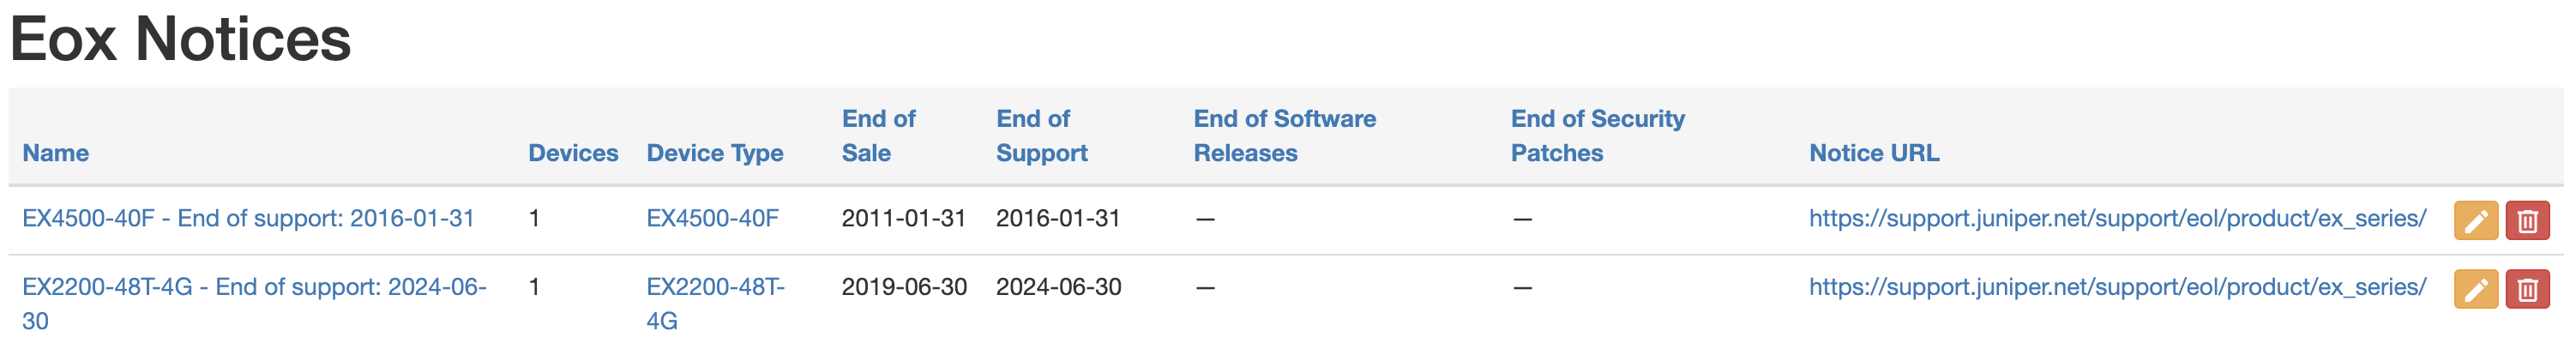 Eox Notices
Name Devices Device Type End of Sale End of Support End of Software Releases End of Security Patches Notice URL
EX4500-40F - End of support: 2016-01-31 1 EX4500-40F 2011-01-31 2016-01-31 — — https://support.juniper.net/support/eol/product/ex_series/
EX2200-48T-4G - End of support: 2024-06- 1 EX2200-48T- 2019-06-30 2024-06-30 — — https://support.juniper.net/support/eol/product/ex_series/
30 4G